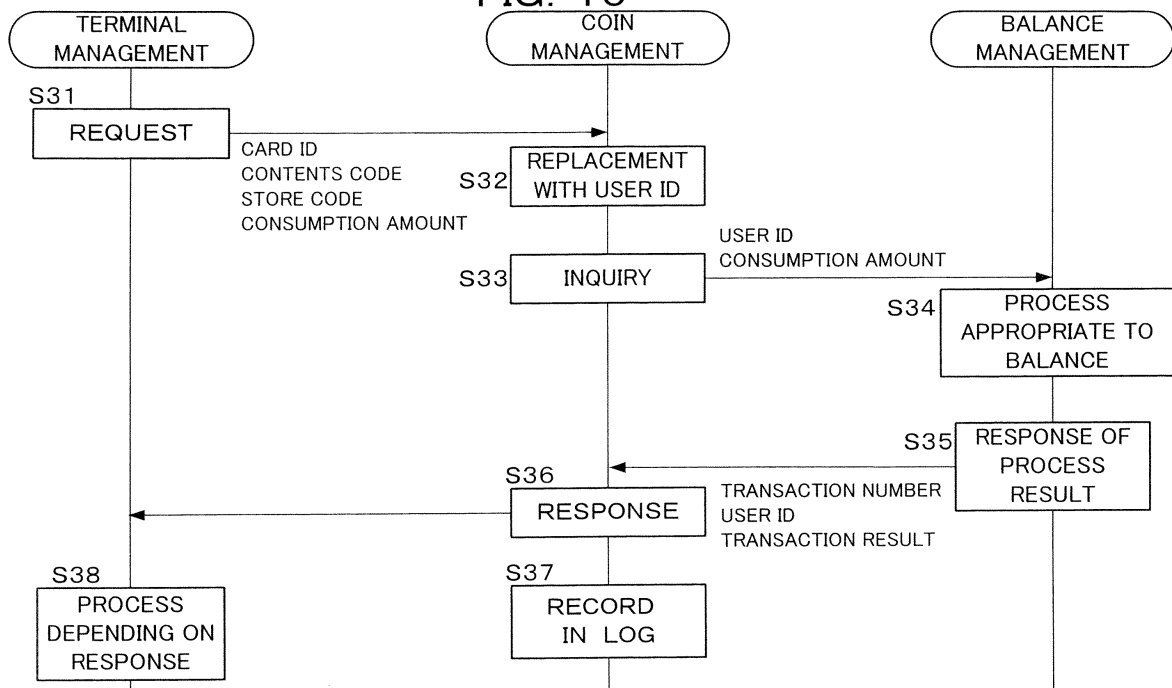 TERMINAL
MANAGEMENT
COIN
MANAGEMENT
BALANCE
MANAGEMENT
S31
REQUEST
CARD ID
CONTENTS CODE
STORE CODE
CONSUMPTION AMOUNT
S32
REPLACEMENT
WITH USER ID
S33
INQUIRY
USER ID
CONSUMPTION AMOUNT
S34
PROCESS
APPROPRIATE TO
BALANCE
S35
RESPONSE OF
PROCESS
RESULT
TRANSACTION NUMBER
USER ID
TRANSACTION RESULT
S36
RESPONSE
S37
RECORD
IN LOG
S38
PROCESS
DEPENDING ON
RESPONSE